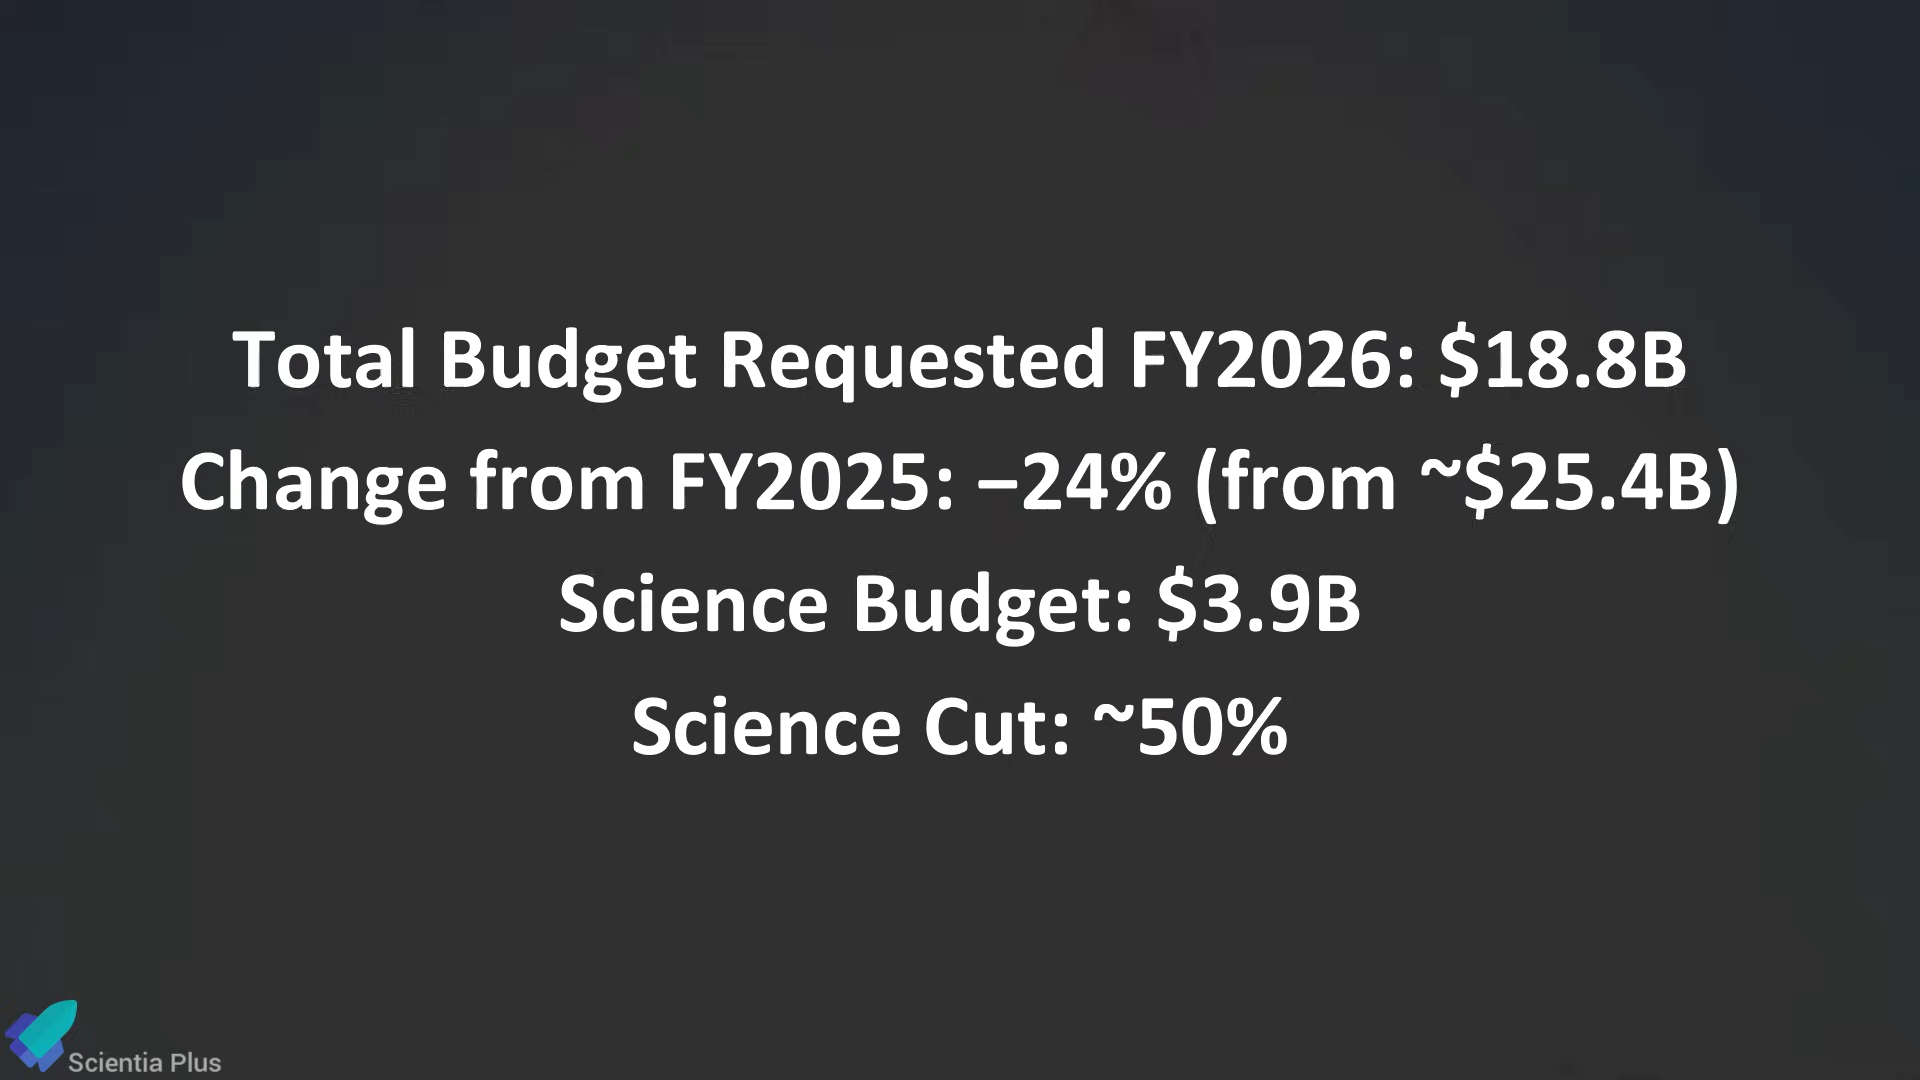 Total Budget Requested FY2026: $18.8B
Change from FY2025: −24% (from ~$25.4B)
Science Budget: $3.9B
Science Cut: ~50%
Scientia Plus